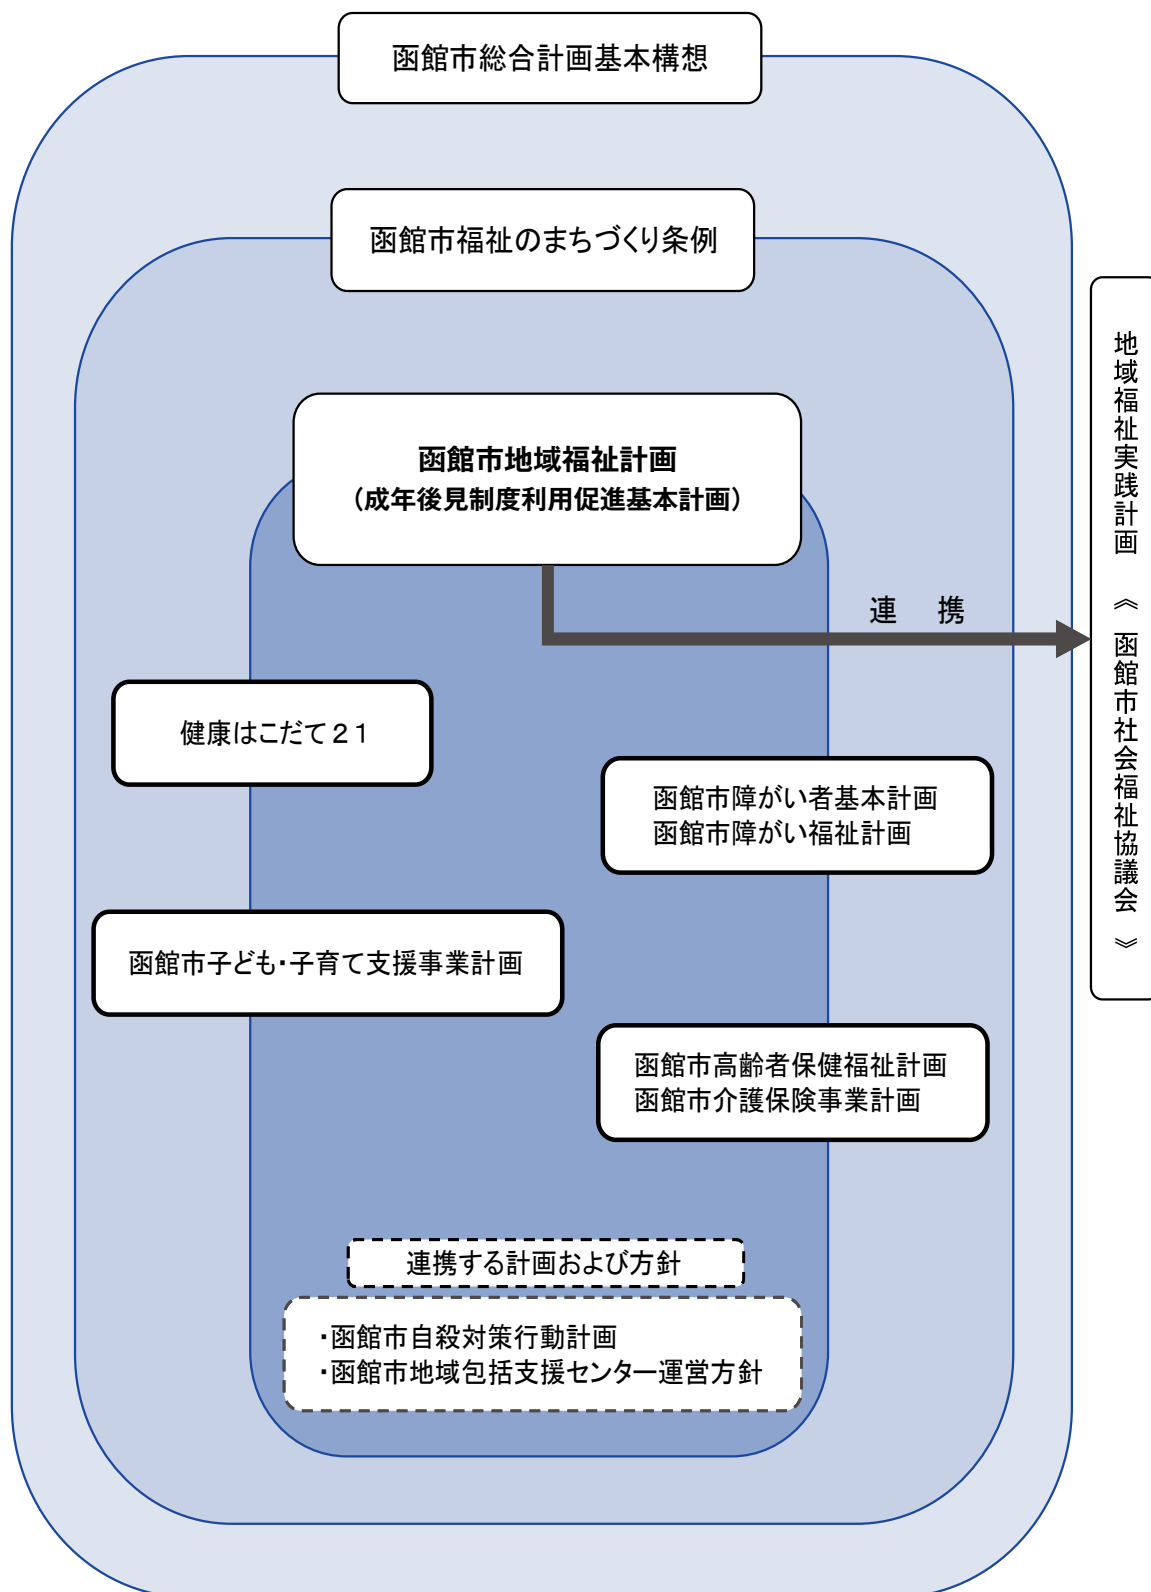 函館市総合計画基本構想
函館市福祉のまちづくり条例
函館市地域福祉計画
（成年後見制度利用促進基本計画）
連　携
地域福祉実践計画　《函館市社会福祉協議会》
健康はこだて２１
函館市障がい者基本計画
函館市障がい福祉計画
函館市子ども・子育て支援事業計画
函館市高齢者保健福祉計画
函館市介護保険事業計画
連携する計画および方針
・函館市自殺対策行動計画
・函館市地域包括支援センター運営方針